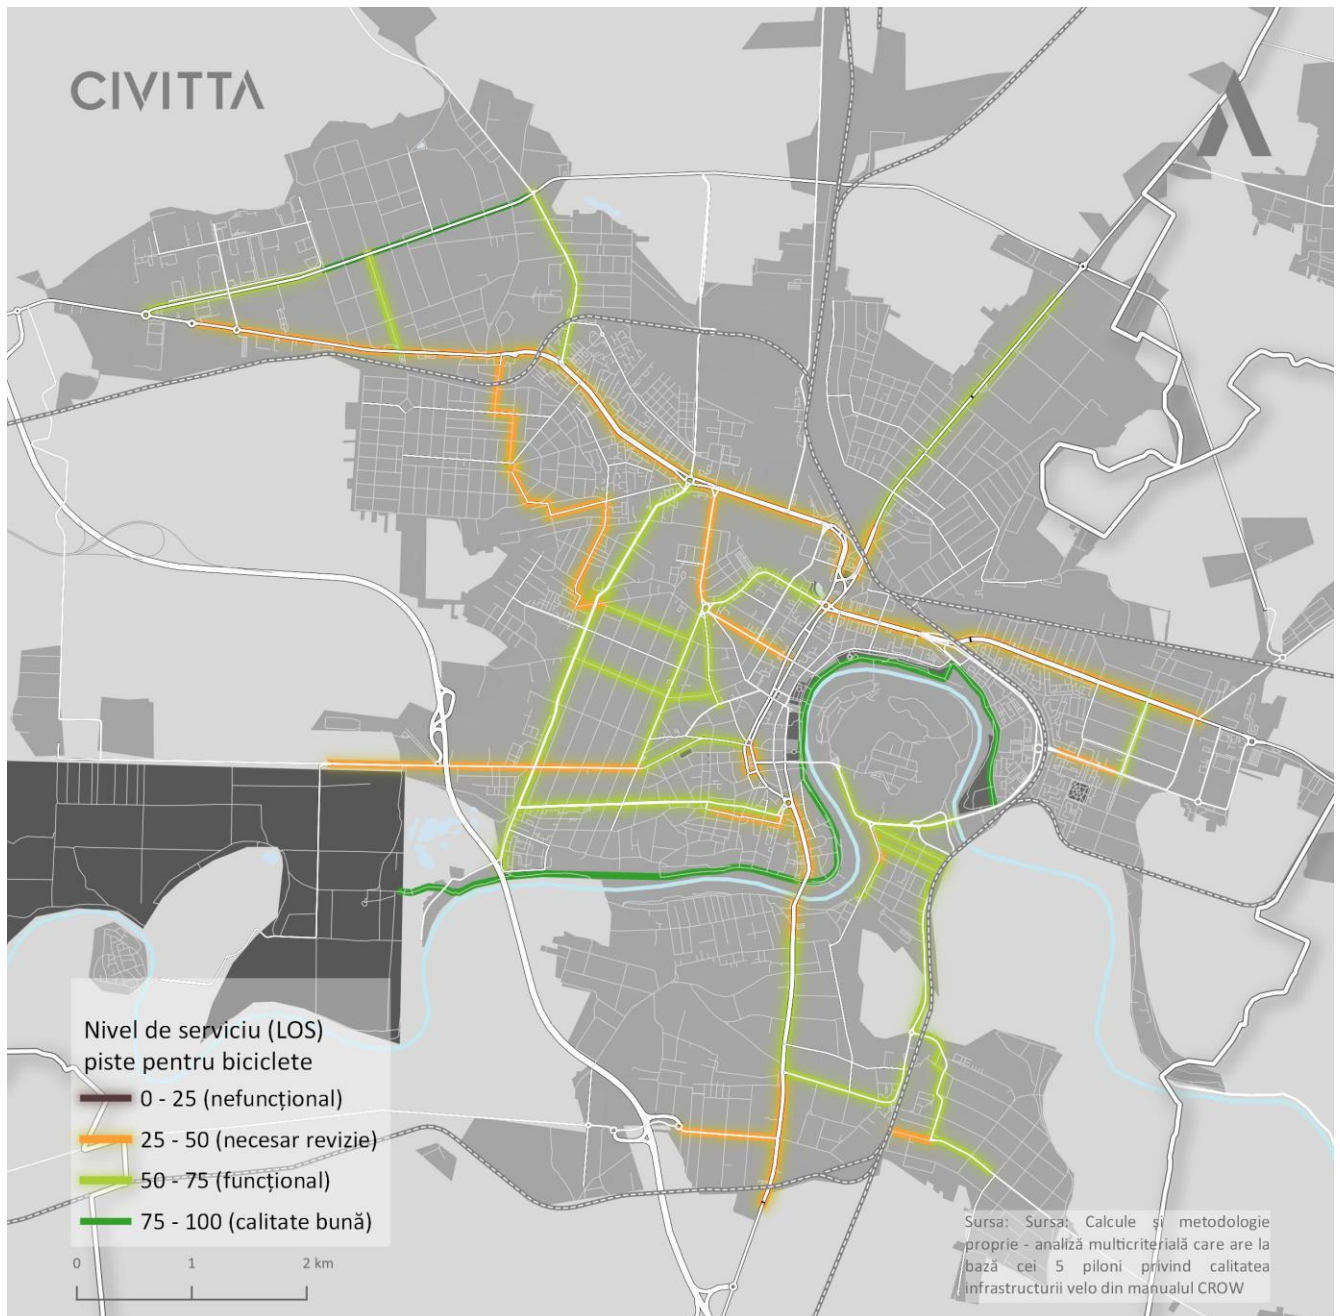 CIVITTA
Nivel de serviciu (LOS)
piste pentru biciclete
0 - 25 (nefuncțional)
25 - 50 (necesar revizie)
50 - 75 (funcțional)
75 - 100 (calitate bună)
0 1 2 km
Sursa: Sursa: Calcule și metodologie
proprie - analiză multicriterială care are la
bază cei 5 piloni privind calitatea
infrastructurii velo din manualul CROW